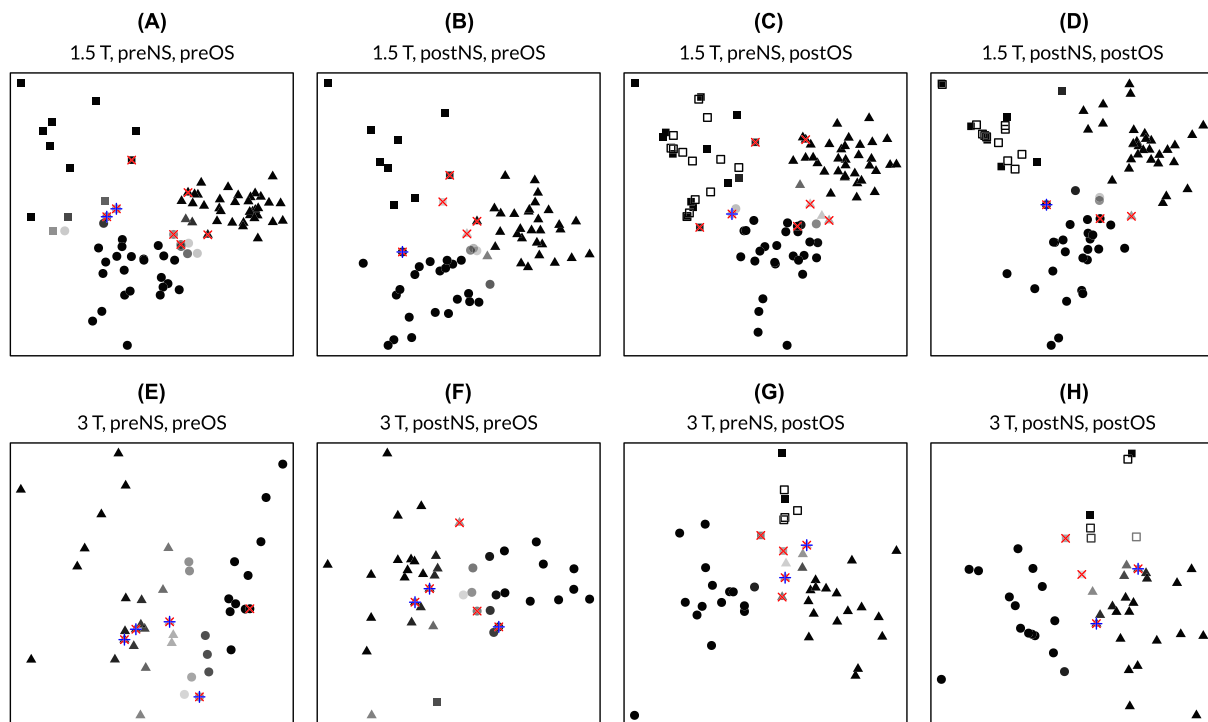 (A)
1.5 T, preNS, preOS
(B)
1.5 T, postNS, preOS
(C)
1.5 T, preNS, postOS
(D)
1.5 T, postNS, postOS
(E)
3 T, preNS, preOS
(F)
3 T, postNS, preOS
(G)
3 T, preNS, postOS
(H)
3 T, postNS, postOS